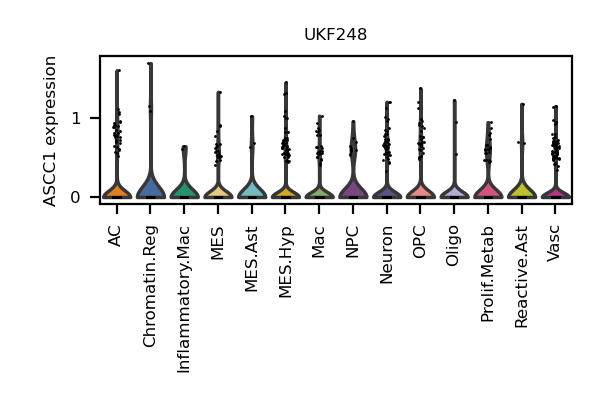 UKF248
ASCC1 expression
1
0
AC
Chromatin.Reg
Inflammatory.Mac
MES
MES.Ast
MES.Hyp
Mac
NPC
Neuron
OPC
Oligo
Prolif.Metab
Reactive.Ast
Vasc